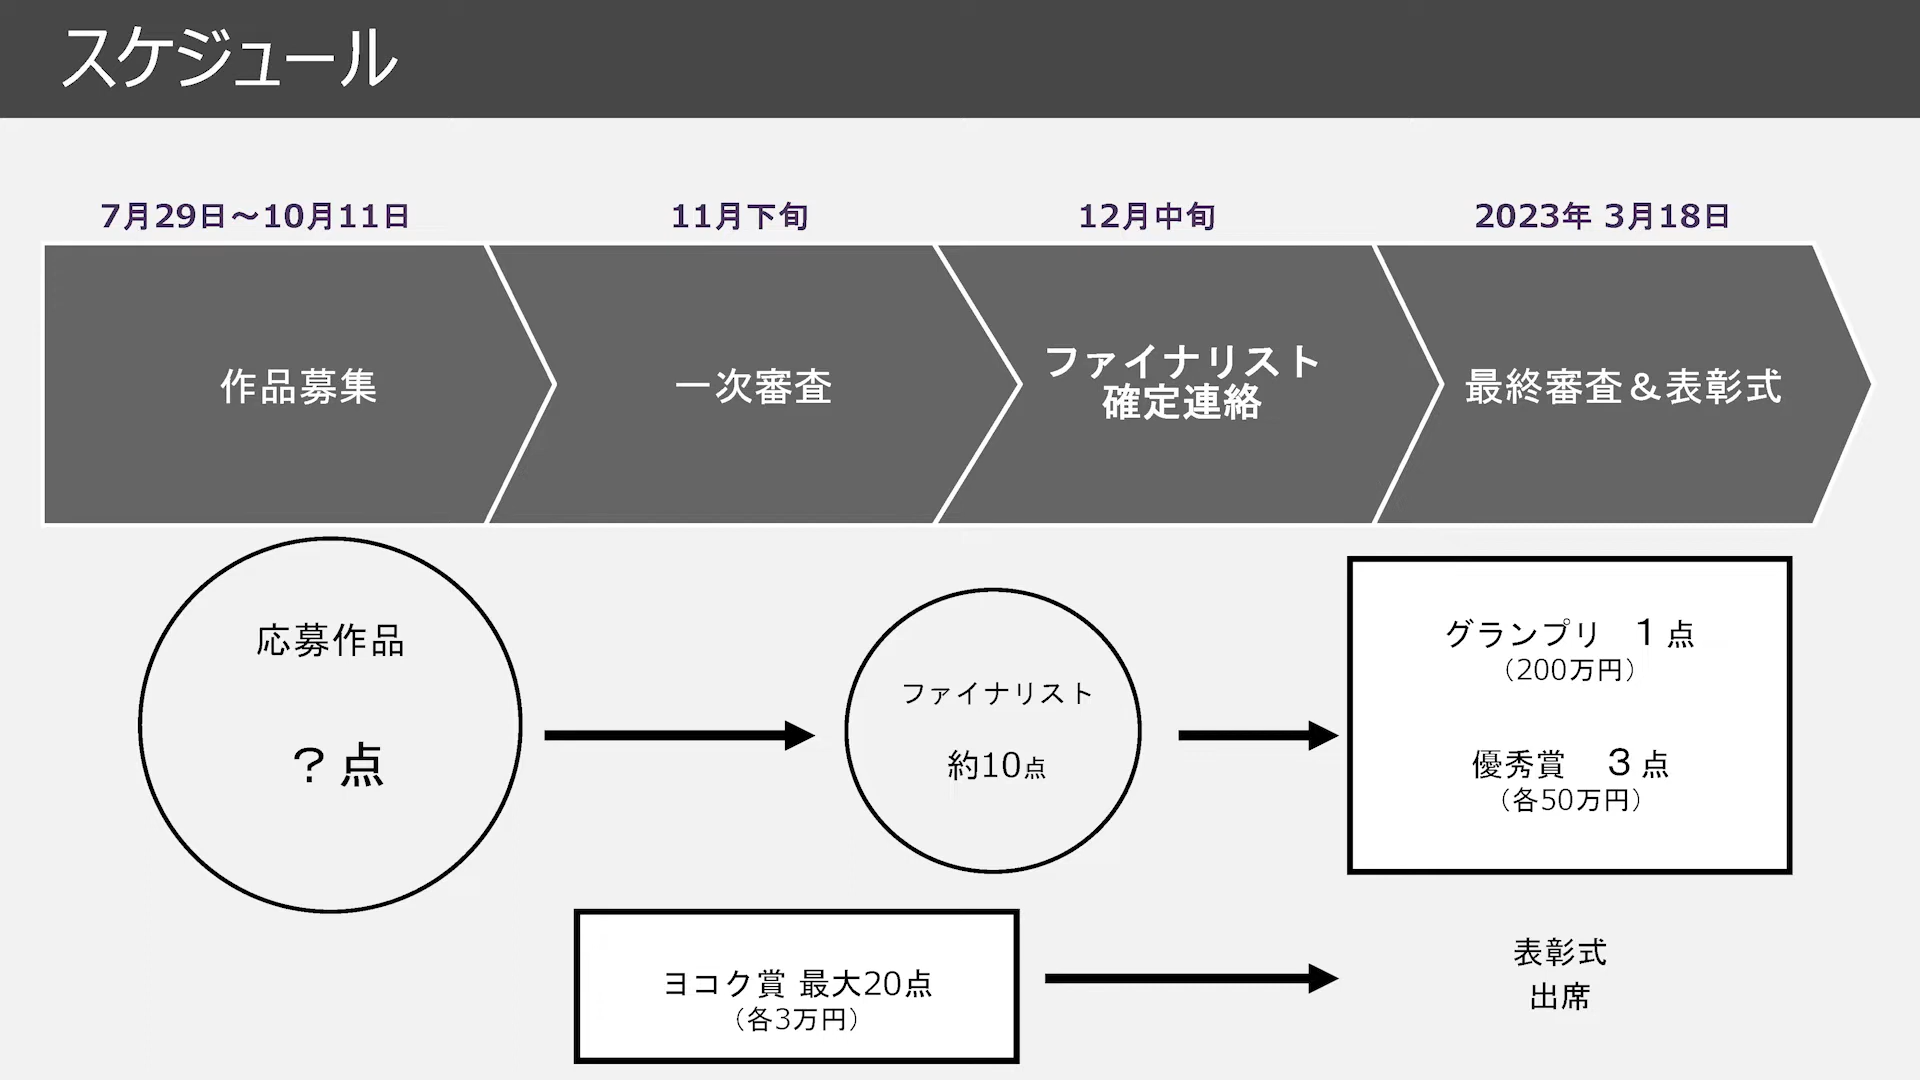 スケジュール
7月29日～10月11日
11月下旬
12月中旬
2023年 3月18日
作品募集
一次審査
ファイナリスト
確定連絡
最終審査＆表彰式
応募作品
？点
ファイナリスト
約10点
グランプリ　1点
（200万円）
優秀賞　3点
（各50万円）
ヨコク賞 最大20点
（各3万円）
表彰式
出席